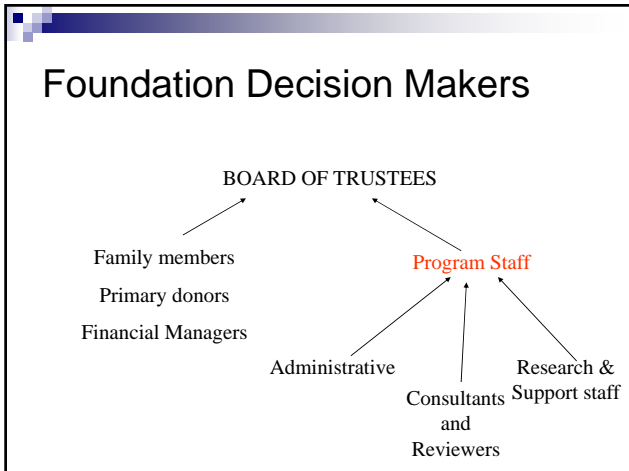 Foundation Decision Makers
BOARD OF TRUSTEES
Family members
Primary donors
Financial Managers
Program Staff
Administrative
Consultants
and
Reviewers
Research &
Support staff